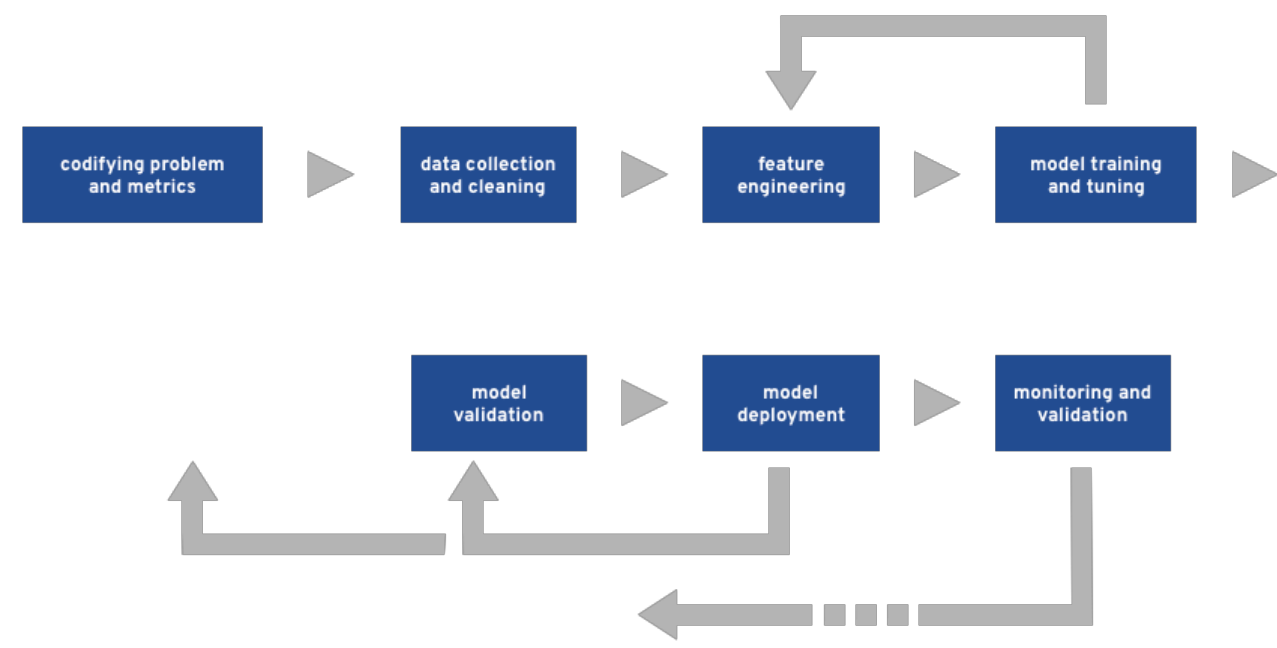 codifying problem
and metrics
data collection
and cleaning
feature
engineering
model training
and tuning
model
validation
model
deployment
monitoring and
validation